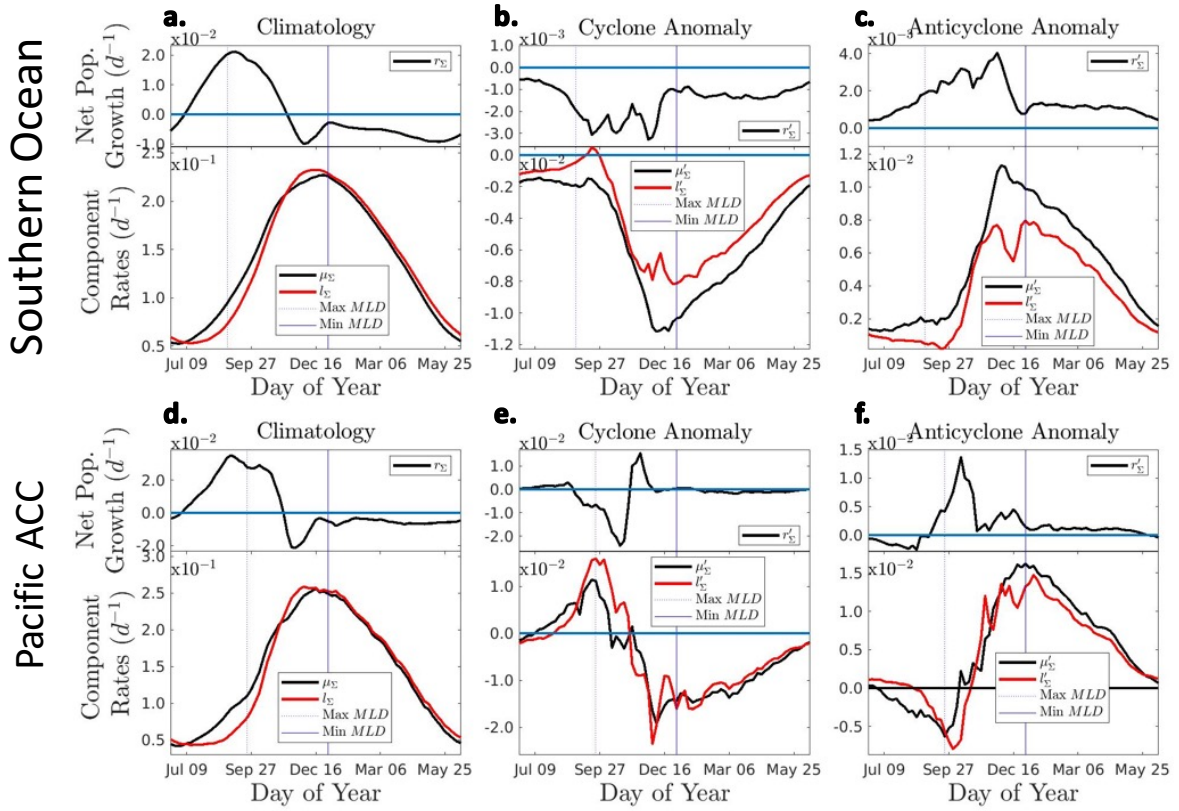 Southern Ocean
a.
x10⁻²
Climatology
Net Pop.
Growth (d⁻¹)
2.0
1.0
0.0
-1.0
r_Σ
Component
Rates (d⁻¹)
x10⁻¹
2.5
2.0
1.5
1.0
0.5
μ_Σ
l_Σ
Max MLD
Min MLD
Jul 09 Sep 27 Dec 16 Mar 06 May 25
Day of Year
b.
x10⁻³
Cyclone Anomaly
1.0
0.0
-1.0
-2.0
-3.0
r′_Σ
x10⁻²
0.0
-0.2
-0.4
-0.6
-0.8
-1.0
-1.2
μ′_Σ
l′_Σ
Max MLD
Min MLD
Jul 09 Sep 27 Dec 16 Mar 06 May 25
Day of Year
c.
Anticyclone Anomaly
4.0
2.0
0.0
r′_Σ
x10⁻²
1.2
1.0
0.8
0.6
0.4
0.2
μ′_Σ
l′_Σ
Max MLD
Min MLD
Jul 09 Sep 27 Dec 16 Mar 06 May 25
Day of Year
Pacific ACC
d.
x10⁻²
Climatology
Net Pop.
Growth (d⁻¹)
2.0
0.0
-2.0
r_Σ
Component
Rates (d⁻¹)
x10⁻¹
3.0
2.5
2.0
1.5
1.0
0.5
μ_Σ
l_Σ
Max MLD
Min MLD
Jul 09 Sep 27 Dec 16 Mar 06 May 25
Day of Year
e.
x10⁻²
Cyclone Anomaly
1.0
0.0
-1.0
-2.0
r′_Σ
x10⁻²
1.0
0.0
-1.0
-2.0
μ′_Σ
l′_Σ
Max MLD
Min MLD
Jul 09 Sep 27 Dec 16 Mar 06 May 25
Day of Year
f.
Anticyclone Anomaly
1.5
1.0
0.5
0.0
r′_Σ
x10⁻²
1.5
1.0
0.5
0.0
-0.5
μ′_Σ
l′_Σ
Max MLD
Min MLD
Jul 09 Sep 27 Dec 16 Mar 06 May 25
Day of Year